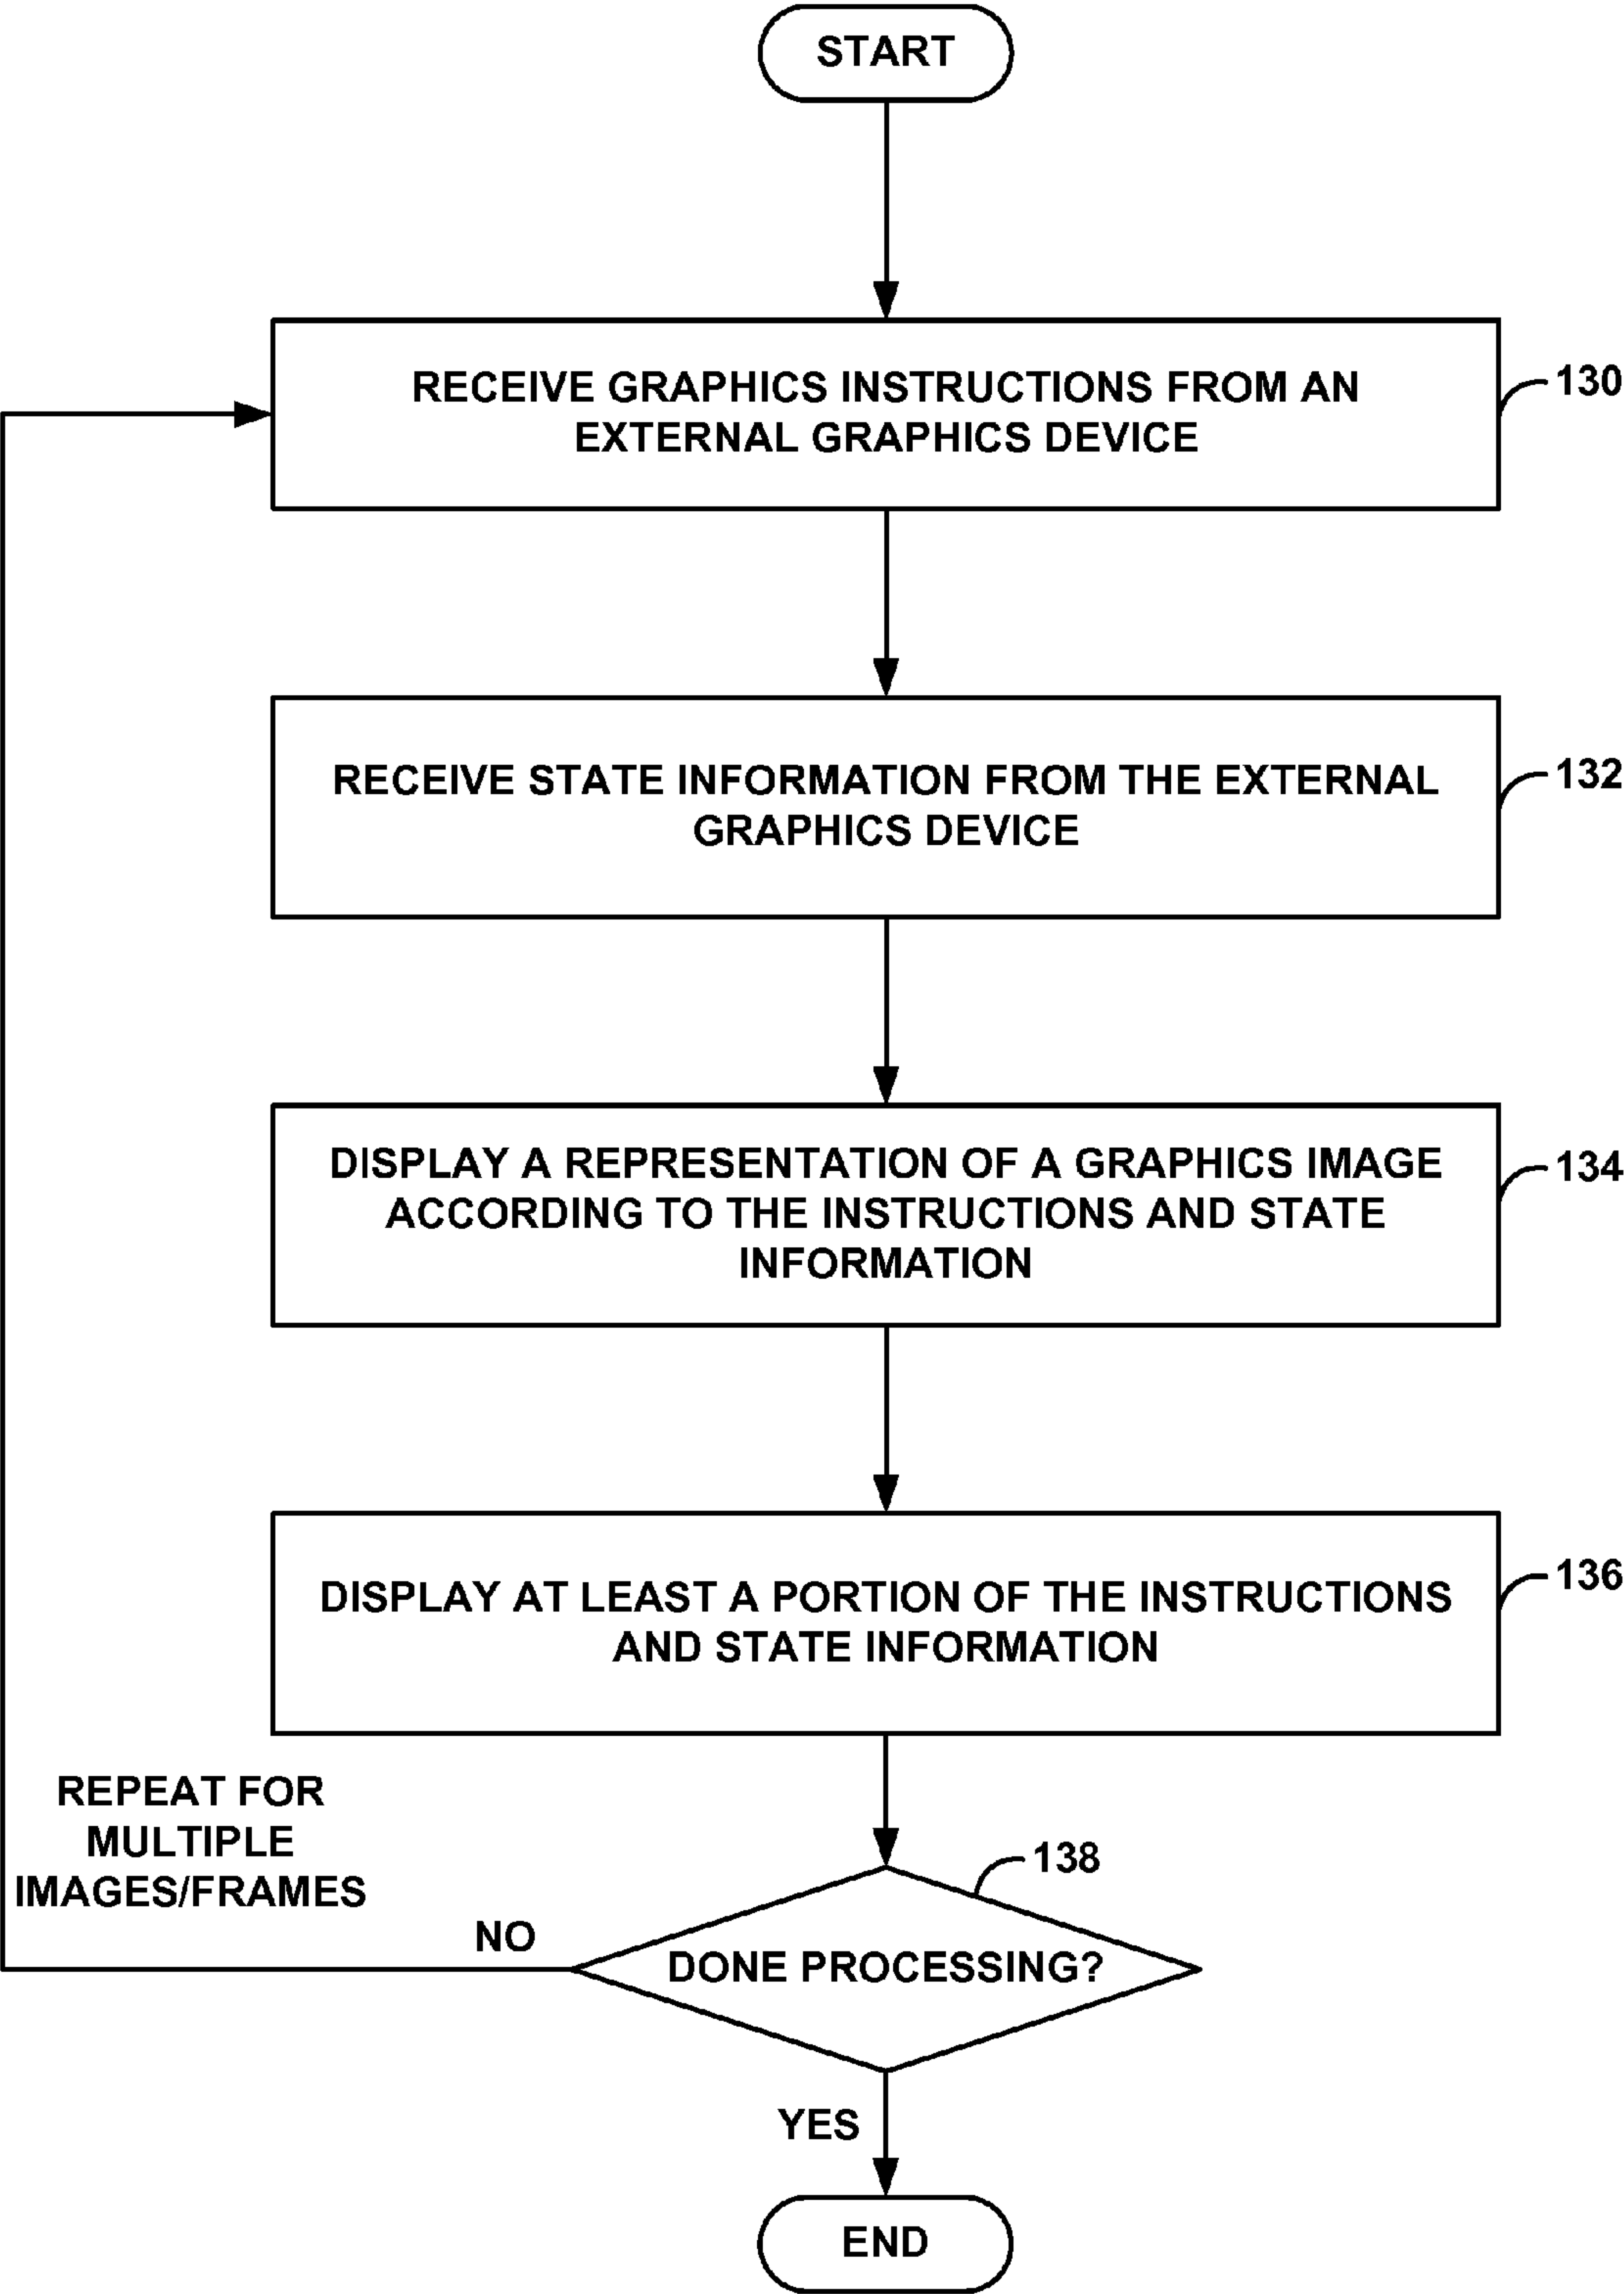 START
RECEIVE GRAPHICS INSTRUCTIONS FROM AN
EXTERNAL GRAPHICS DEVICE
130
RECEIVE STATE INFORMATION FROM THE EXTERNAL
GRAPHICS DEVICE
132
DISPLAY A REPRESENTATION OF A GRAPHICS IMAGE
ACCORDING TO THE INSTRUCTIONS AND STATE
INFORMATION
134
DISPLAY AT LEAST A PORTION OF THE INSTRUCTIONS
AND STATE INFORMATION
136
REPEAT FOR
MULTIPLE
IMAGES/FRAMES
138
NO
DONE PROCESSING?
YES
END